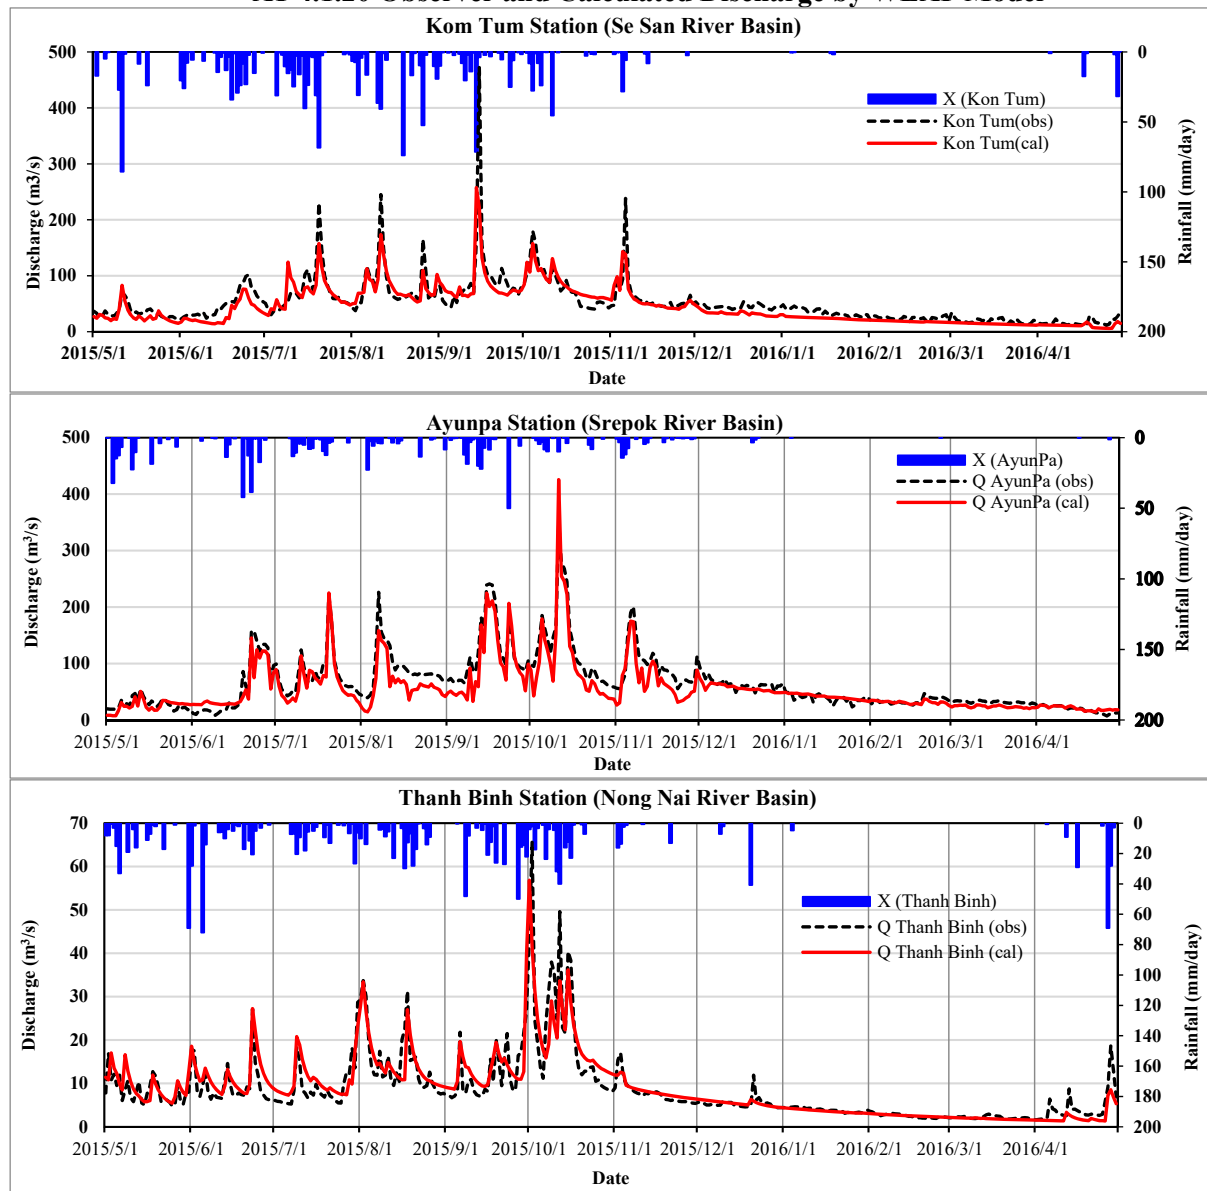 Kom Tum Station (Se San River Basin)
500
400
300
200
100
0
Discharge (m3/s)
0
50
100
150
200
Rainfall (mm/day)
X (Kon Tum)
Kon Tum(obs)
Kon Tum(cal)
2015/5/1 2015/6/1 2015/7/1 2015/8/1 2015/9/1 2015/10/1 2015/11/1 2015/12/1 2016/1/1 2016/2/1 2016/3/1 2016/4/1
Date
Ayunpa Station (Srepok River Basin)
500
400
300
200
100
0
Discharge (m³/s)
0
50
100
150
200
Rainfall (mm/day)
X (AyunPa)
Q AyunPa (obs)
Q AyunPa (cal)
2015/5/1 2015/6/1 2015/7/1 2015/8/1 2015/9/1 2015/10/1 2015/11/1 2015/12/1 2016/1/1 2016/2/1 2016/3/1 2016/4/1
Date
Thanh Binh Station (Nong Nai River Basin)
70
60
50
40
30
20
10
0
Discharge (m³/s)
0
20
40
60
80
100
120
140
160
180
200
Rainfall (mm/day)
X (Thanh Binh)
Q Thanh Binh (obs)
Q Thanh Binh (cal)
2015/5/1 2015/6/1 2015/7/1 2015/8/1 2015/9/1 2015/10/1 2015/11/1 2015/12/1 2016/1/1 2016/2/1 2016/3/1 2016/4/1
Date